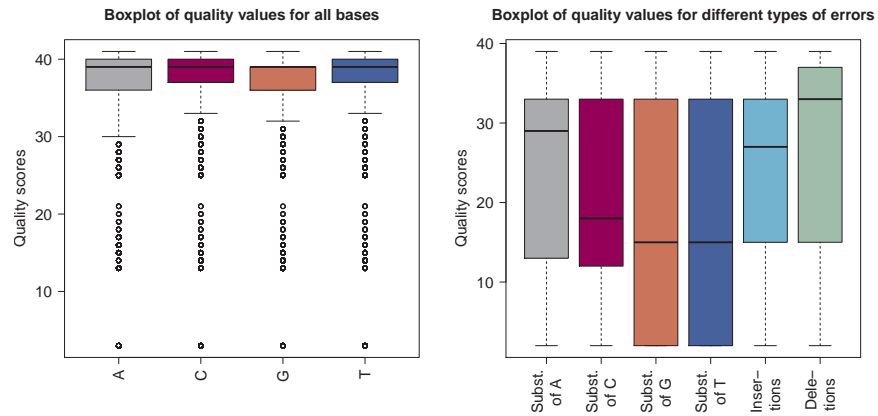 Boxplot of quality values for all bases
Quality scores
40
30
20
10
A
C
G
T
Boxplot of quality values for different types of errors
Quality scores
40
30
20
10
Subst.
of A
Subst.
of C
Subst.
of G
Subst.
of T
Inser–
tions
Dele–
tions